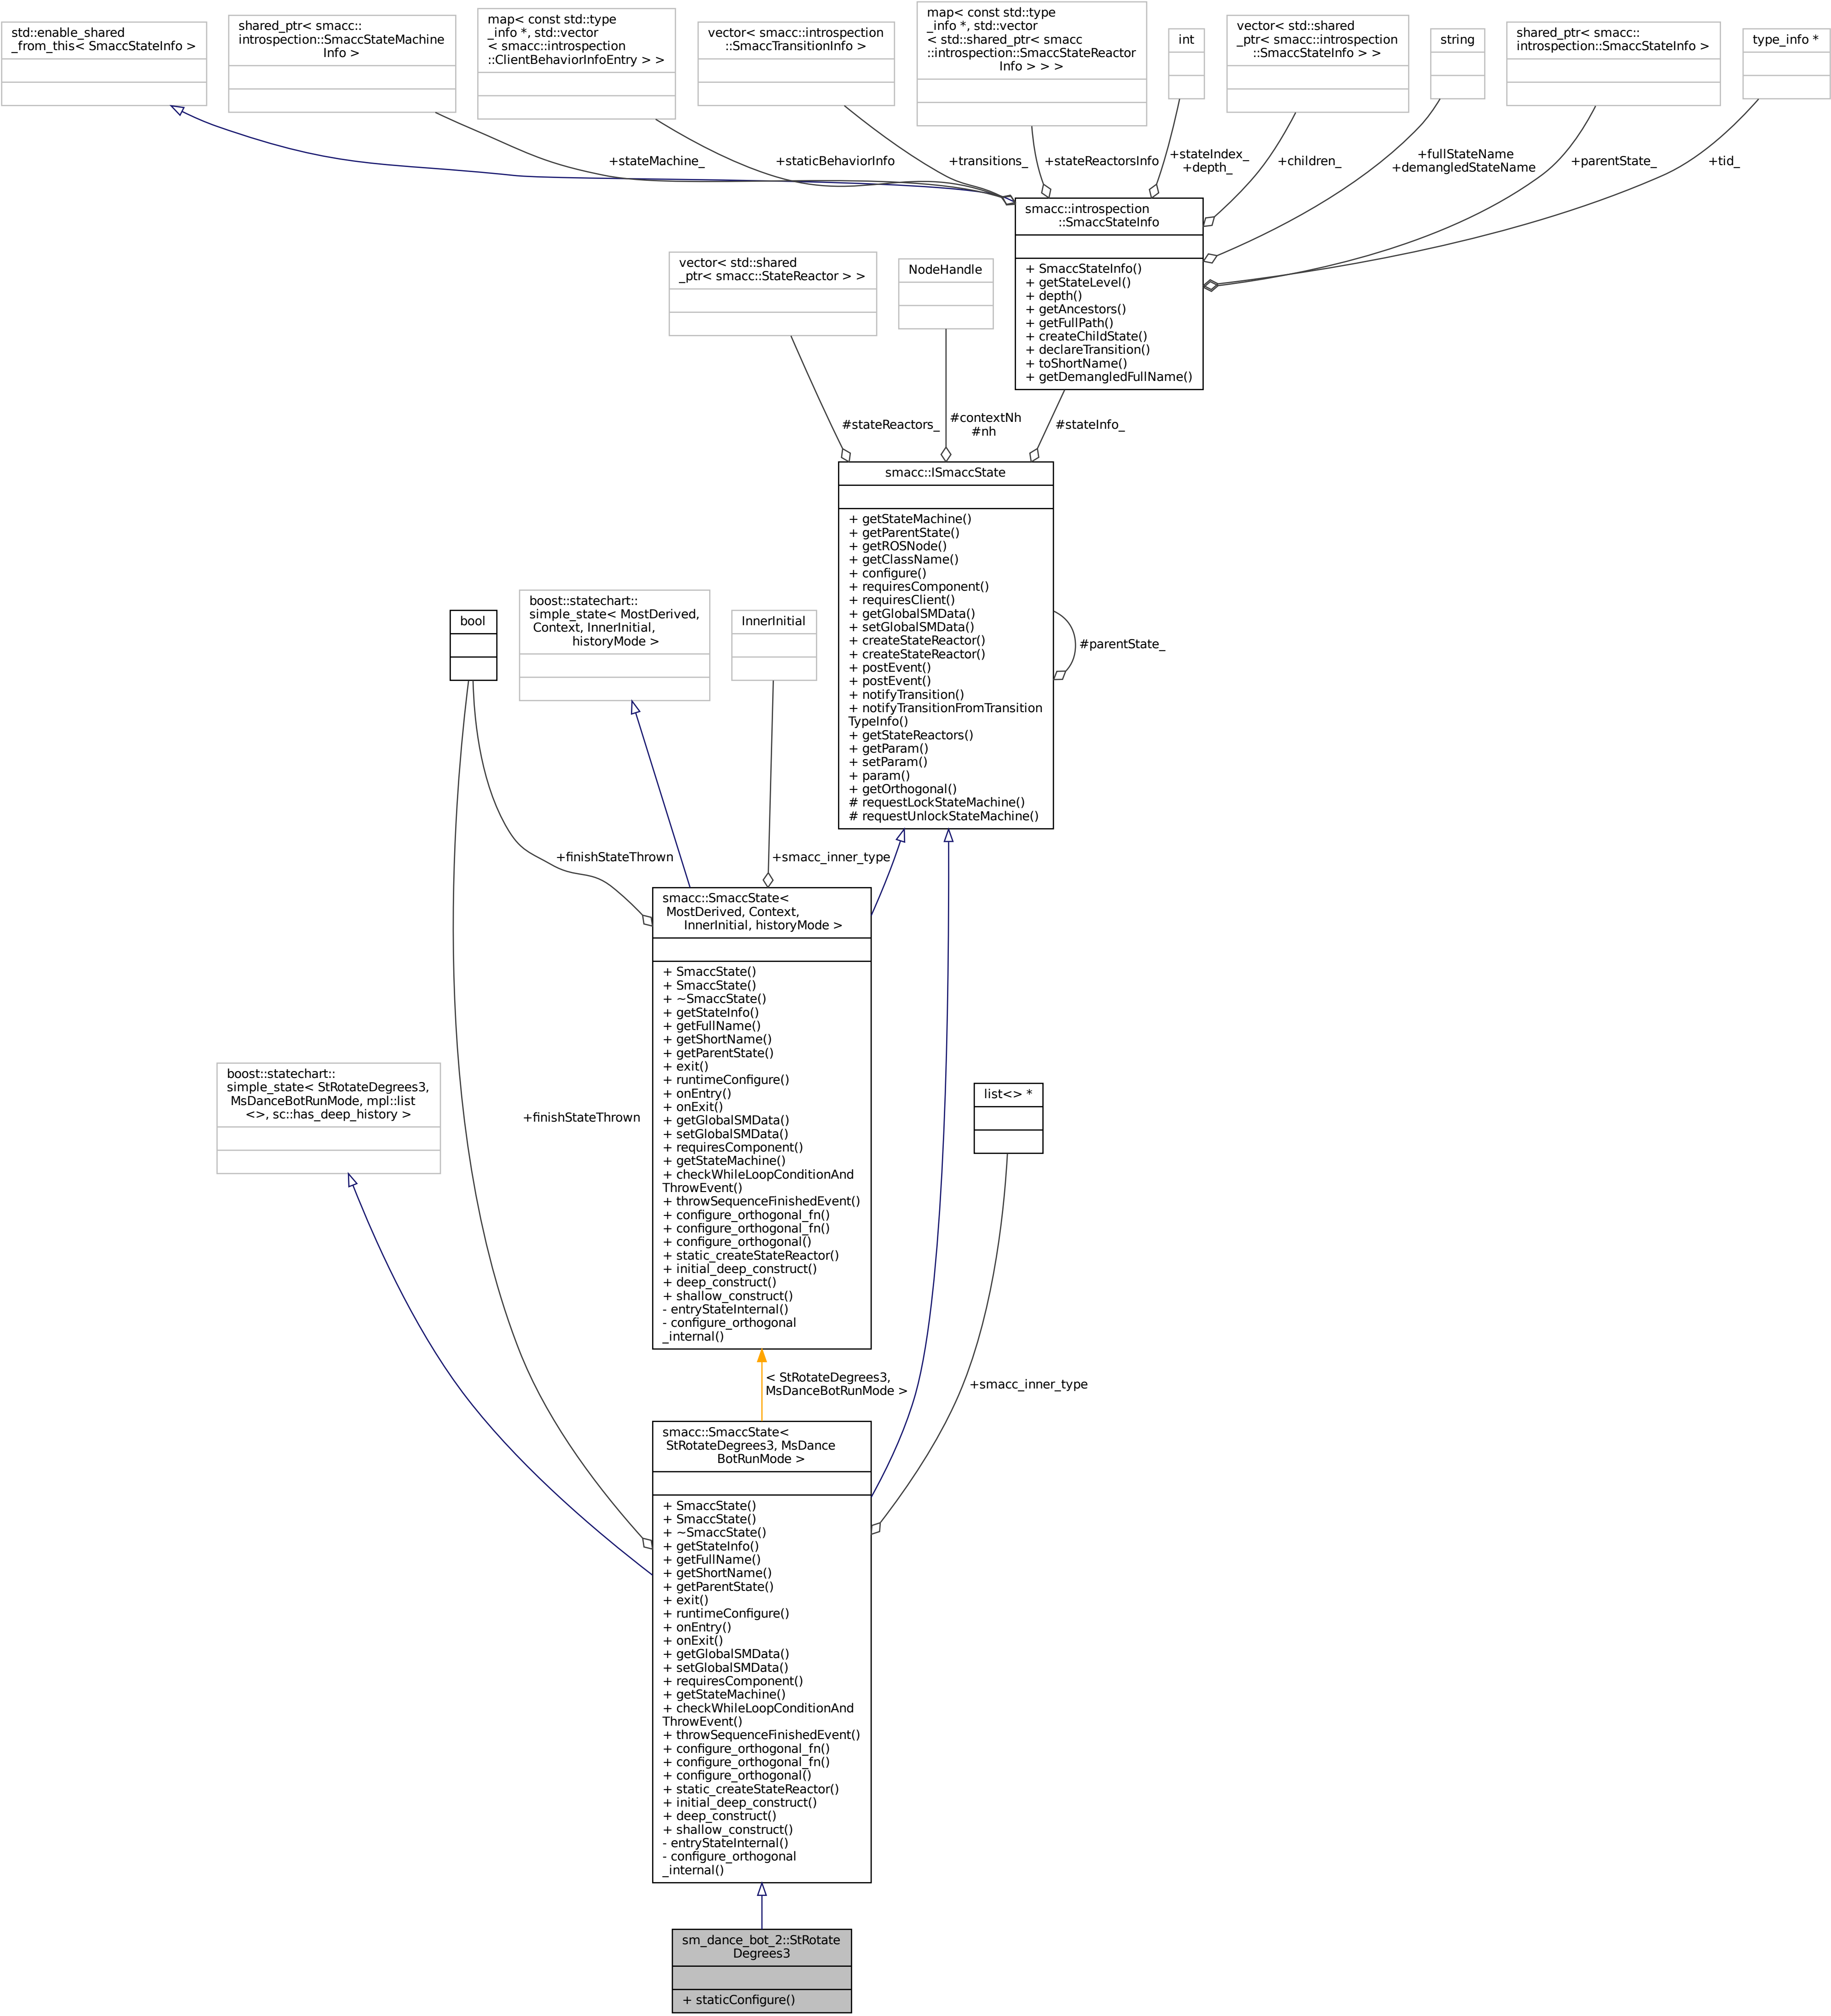 std::enable_shared
_from_this< SmaccStateInfo >
shared_ptr< smacc::
introspection::SmaccStateMachine
Info >
map< const std::type
_info *, std::vector
< smacc::introspection
::ClientBehaviorInfoEntry > >
vector< smacc::introspection
::SmaccTransitionInfo >
map< const std::type
_info *, std::vector
< std::shared_ptr< smacc
::introspection::SmaccStateReactor
Info > > >
int
vector< std::shared
_ptr< smacc::introspection
::SmaccStateInfo > >
string
shared_ptr< smacc::
introspection::SmaccStateInfo >
type_info *
+stateMachine_
+staticBehaviorInfo
+transitions_
+stateReactorsInfo
+stateIndex_
+depth_
+children_
+fullStateName
+demangledStateName
+parentState_
+tid_
smacc::introspection
::SmaccStateInfo
+ SmaccStateInfo()
+ getStateLevel()
+ depth()
+ getAncestors()
+ getFullPath()
+ createChildState()
+ declareTransition()
+ toShortName()
+ getDemangledFullName()
vector< std::shared
_ptr< smacc::StateReactor > >
NodeHandle
#stateReactors_
#contextNh
#nh
#stateInfo_
smacc::ISmaccState
+ getStateMachine()
+ getParentState()
+ getROSNode()
+ getClassName()
+ configure()
+ requiresComponent()
+ requiresClient()
+ getGlobalSMData()
+ setGlobalSMData()
+ createStateReactor()
+ createStateReactor()
+ postEvent()
+ postEvent()
+ notifyTransition()
+ notifyTransitionFromTransition
TypeInfo()
+ getStateReactors()
+ getParam()
+ setParam()
+ param()
+ getOrthogonal()
# requestLockStateMachine()
# requestUnlockStateMachine()
#parentState_
bool
boost::statechart::
simple_state< MostDerived,
Context, InnerInitial,
historyMode >
InnerInitial
+finishStateThrown
+smacc_inner_type
smacc::SmaccState<
MostDerived, Context,
InnerInitial, historyMode >
+ SmaccState()
+ SmaccState()
+ ~SmaccState()
+ getStateInfo()
+ getFullName()
+ getShortName()
+ getParentState()
+ exit()
+ runtimeConfigure()
+ onEntry()
+ onExit()
+ getGlobalSMData()
+ setGlobalSMData()
+ requiresComponent()
+ getStateMachine()
+ checkWhileLoopConditionAnd
ThrowEvent()
+ throwSequenceFinishedEvent()
+ configure_orthogonal_fn()
+ configure_orthogonal_fn()
+ configure_orthogonal()
+ static_createStateReactor()
+ initial_deep_construct()
+ deep_construct()
+ shallow_construct()
- entryStateInternal()
- configure_orthogonal
_internal()
boost::statechart::
simple_state< StRotateDegrees3,
MsDanceBotRunMode, mpl::list
<>, sc::has_deep_history >
+finishStateThrown
list<> *
< StRotateDegrees3,
MsDanceBotRunMode >
+smacc_inner_type
smacc::SmaccState<
StRotateDegrees3, MsDance
BotRunMode >
+ SmaccState()
+ SmaccState()
+ ~SmaccState()
+ getStateInfo()
+ getFullName()
+ getShortName()
+ getParentState()
+ exit()
+ runtimeConfigure()
+ onEntry()
+ onExit()
+ getGlobalSMData()
+ setGlobalSMData()
+ requiresComponent()
+ getStateMachine()
+ checkWhileLoopConditionAnd
ThrowEvent()
+ throwSequenceFinishedEvent()
+ configure_orthogonal_fn()
+ configure_orthogonal_fn()
+ configure_orthogonal()
+ static_createStateReactor()
+ initial_deep_construct()
+ deep_construct()
+ shallow_construct()
- entryStateInternal()
- configure_orthogonal
_internal()
sm_dance_bot_2::StRotate
Degrees3
+ staticConfigure()